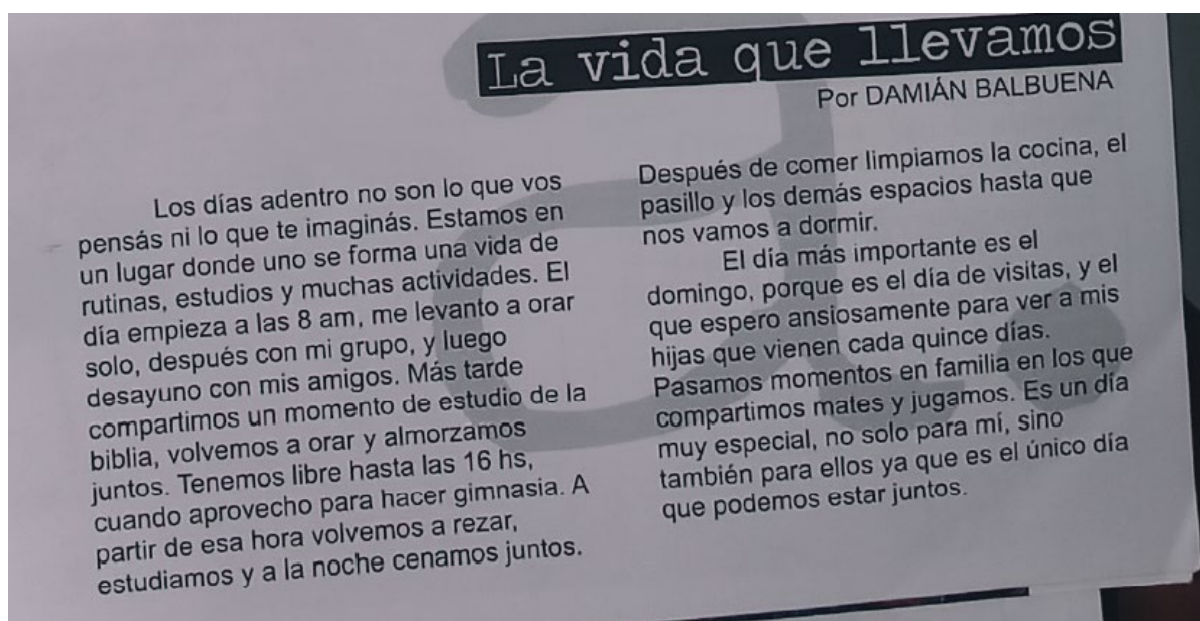 La vida que llevamos
Por DAMIÁN BALBUENA
Los días adentro no son lo que vos
pensás ni lo que te imaginás. Estamos en
un lugar donde uno se forma una vida de
rutinas, estudios y muchas actividades. El
día empieza a las 8 am, me levanto a orar
solo, después con mi grupo, y luego
desayuno con mis amigos. Más tarde
compartimos un momento de estudio de la
biblia, volvemos a orar y almorzamos
juntos. Tenemos libre hasta las 16 hs,
cuando aprovecho para hacer gimnasia. A
partir de esa hora volvemos a rezar,
estudiamos y a la noche cenamos juntos.
Después de comer limpiamos la cocina, el
pasillo y los demás espacios hasta que
nos vamos a dormir.
El día más importante es el
domingo, porque es el día de visitas, y el
que espero ansiosamente para ver a mis
hijas que vienen cada quince días.
Pasamos momentos en familia en los que
compartimos mates y jugamos. Es un día
muy especial, no solo para mí, sino
también para ellos ya que es el único día
que podemos estar juntos.